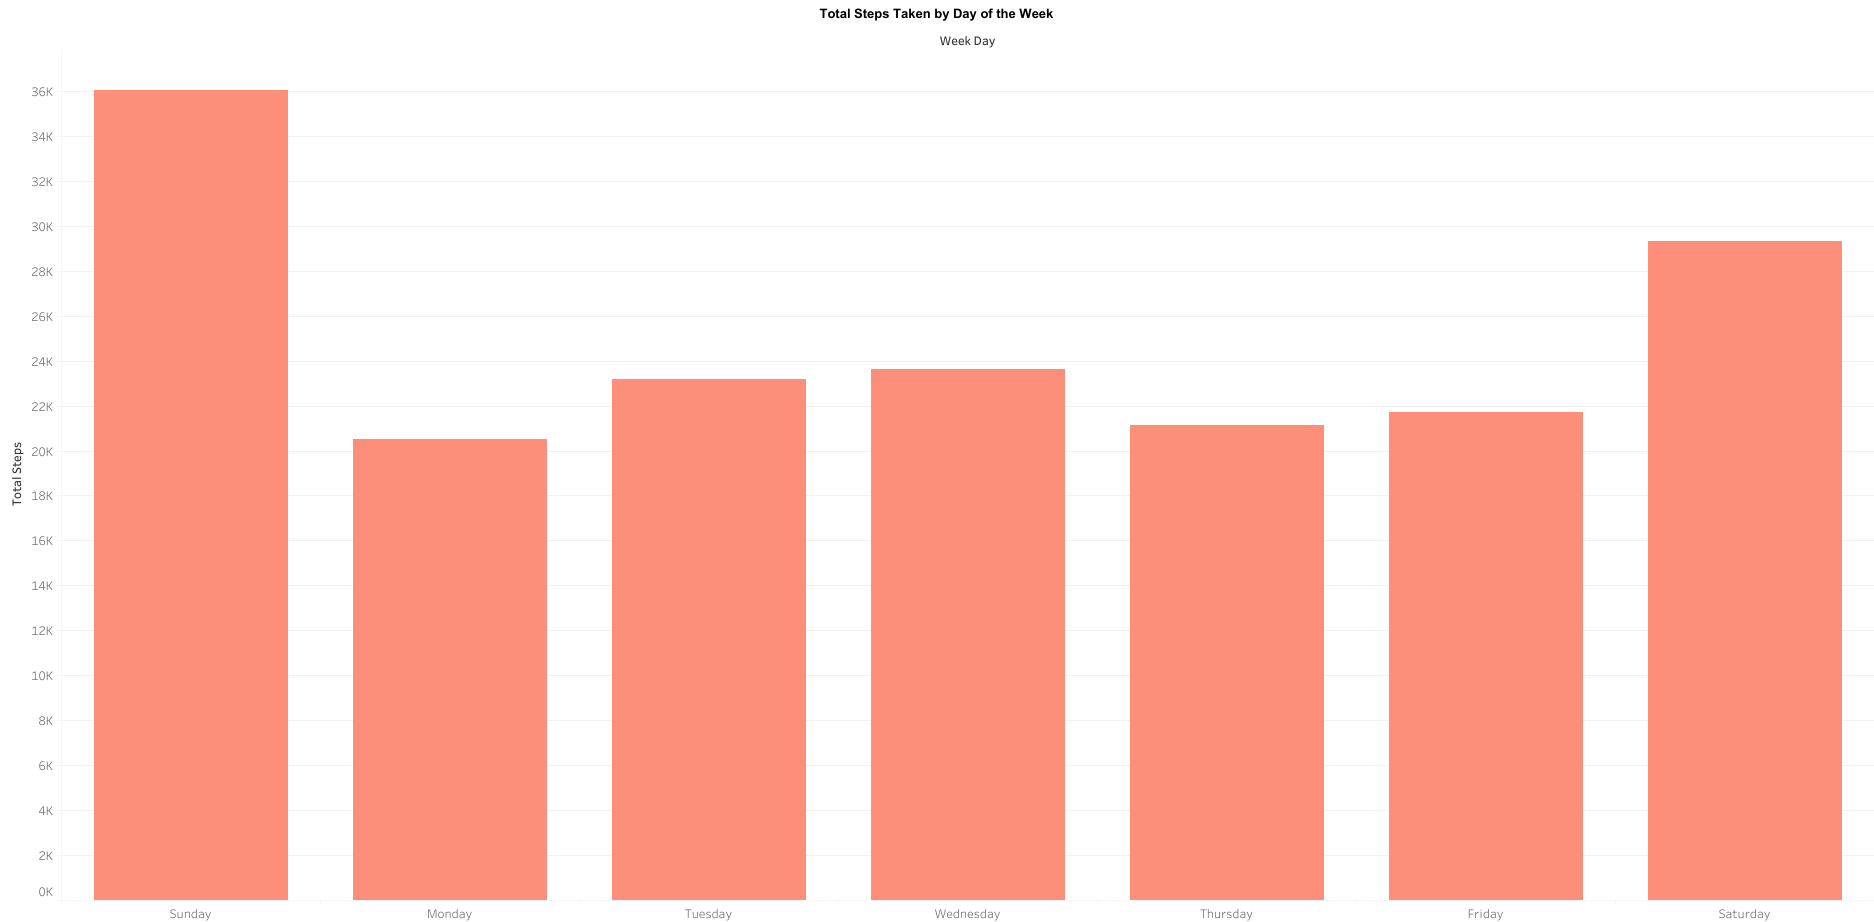 Total Steps Taken by Day of the Week
Week Day
Total Steps
36K
34K
32K
30K
28K
26K
24K
22K
20K
18K
16K
14K
12K
10K
8K
6K
4K
2K
0K
Sunday Monday Tuesday Wednesday Thursday Friday Saturday